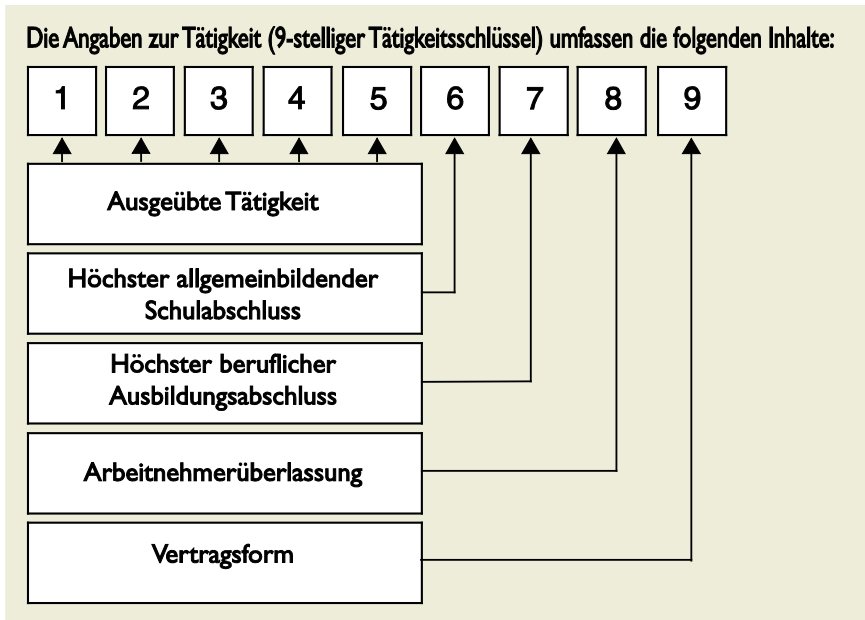 Die Angaben zur Tätigkeit (9-stelliger Tätigkeitsschlüssel) umfassen die folgenden Inhalte:
1 2 3 4 5 6 7 8 9
Ausgeübte Tätigkeit
Höchster allgemeinbildender
Schulabschluss
Höchster beruflicher
Ausbildungsabschluss
Arbeitnehmerüberlassung
Vertragsform